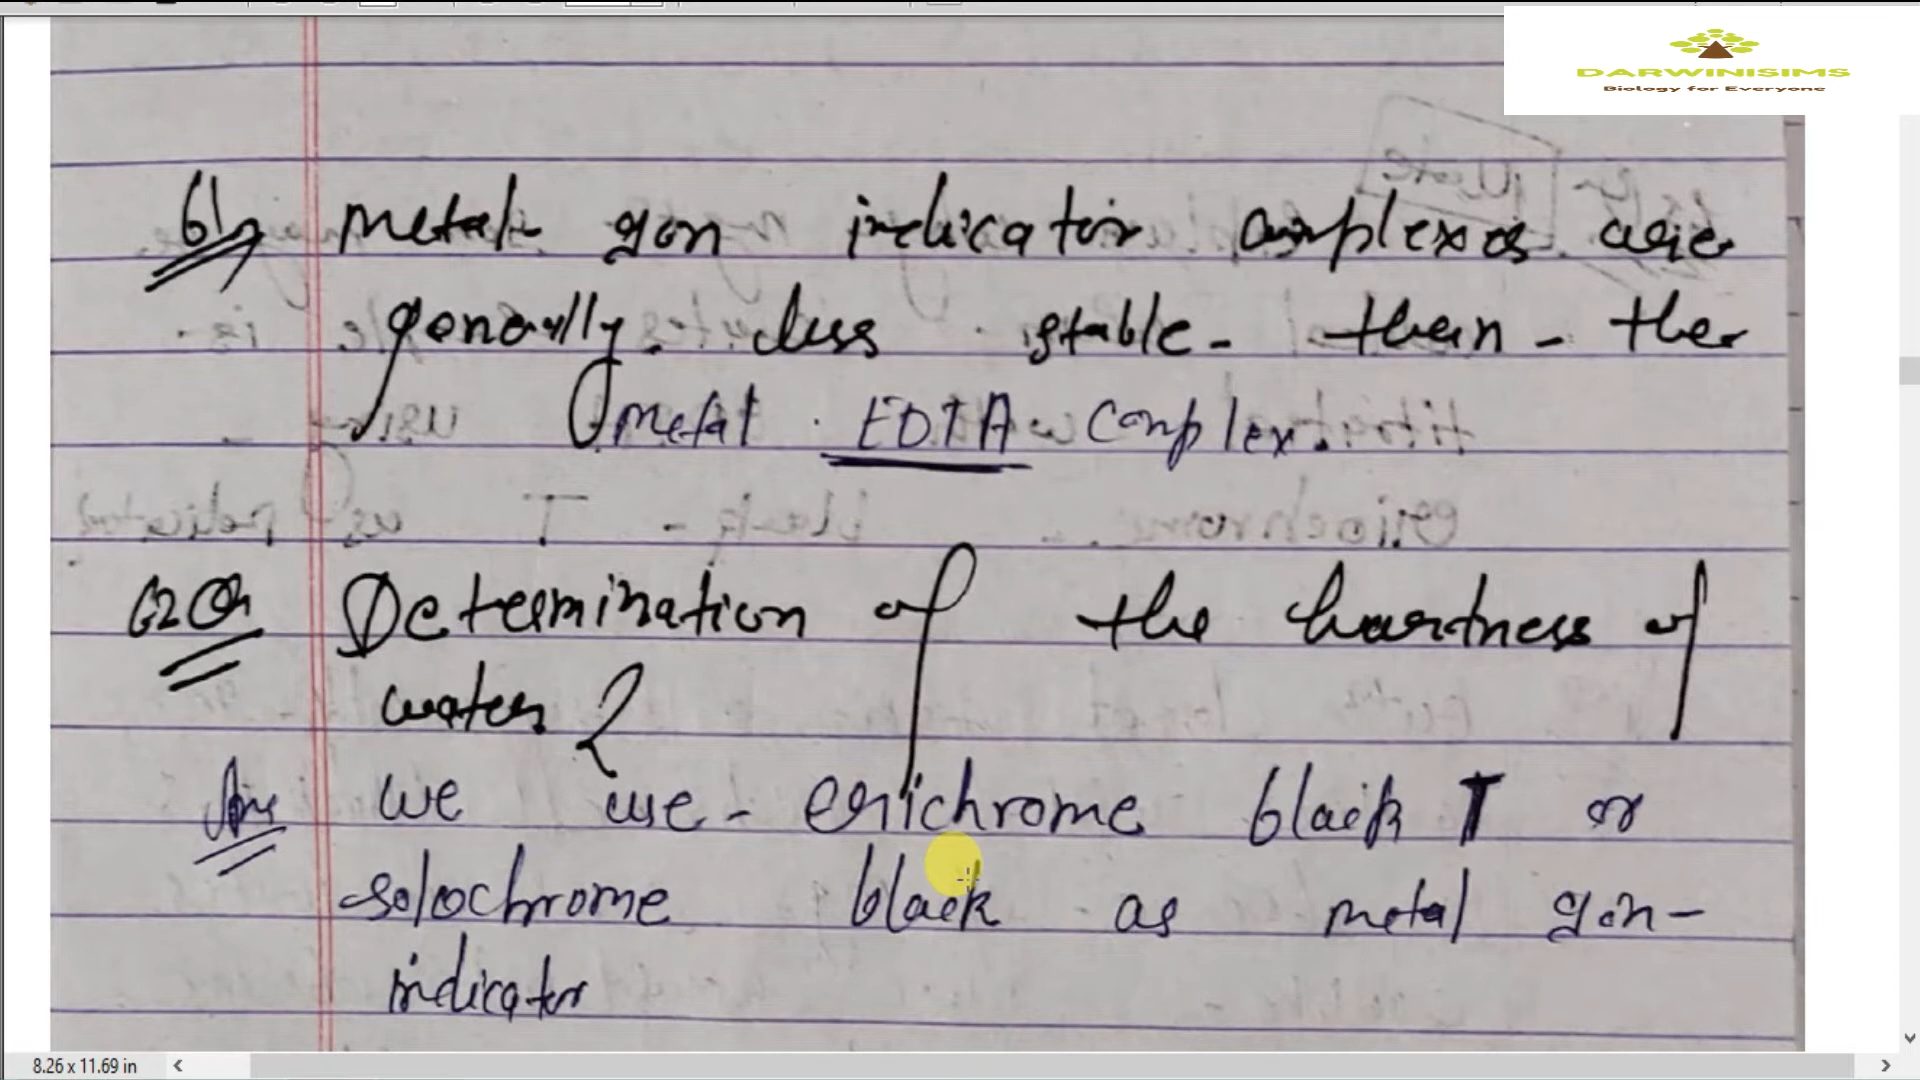 DARWINISIMS
Biology for Everyone
61) Metal ion indicator complexes are
generally less stable - than - the
metal EDTA complex.
62) Determination of the hardness of
water ?
Ans we use - erichrome black T or
solochrome black as metal ion -
indicator
8.26 x 11.69 in